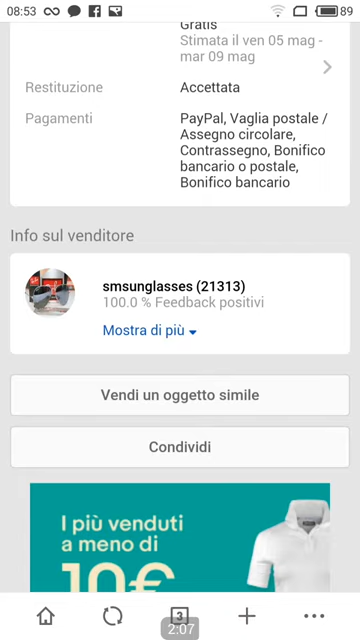 08:53
89
Gratis
Stimata il ven 05 mag -
mar 09 mag
Restituzione
Accettata
Pagamenti
PayPal, Vaglia postale /
Assegno circolare,
Contrassegno, Bonifico
bancario o postale,
Bonifico bancario
Info sul venditore
smsunglasses (21313)
100.0 % Feedback positivi
Mostra di più
Vendi un oggetto simile
Condividi
I più venduti
a meno di
10€
3
2:07